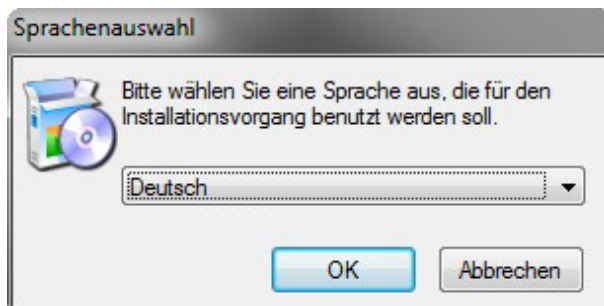 Sprachenauswahl
Bitte wählen Sie eine Sprache aus, die für den
Installationsvorgang benutzt werden soll.
Deutsch
OK
Abbrechen